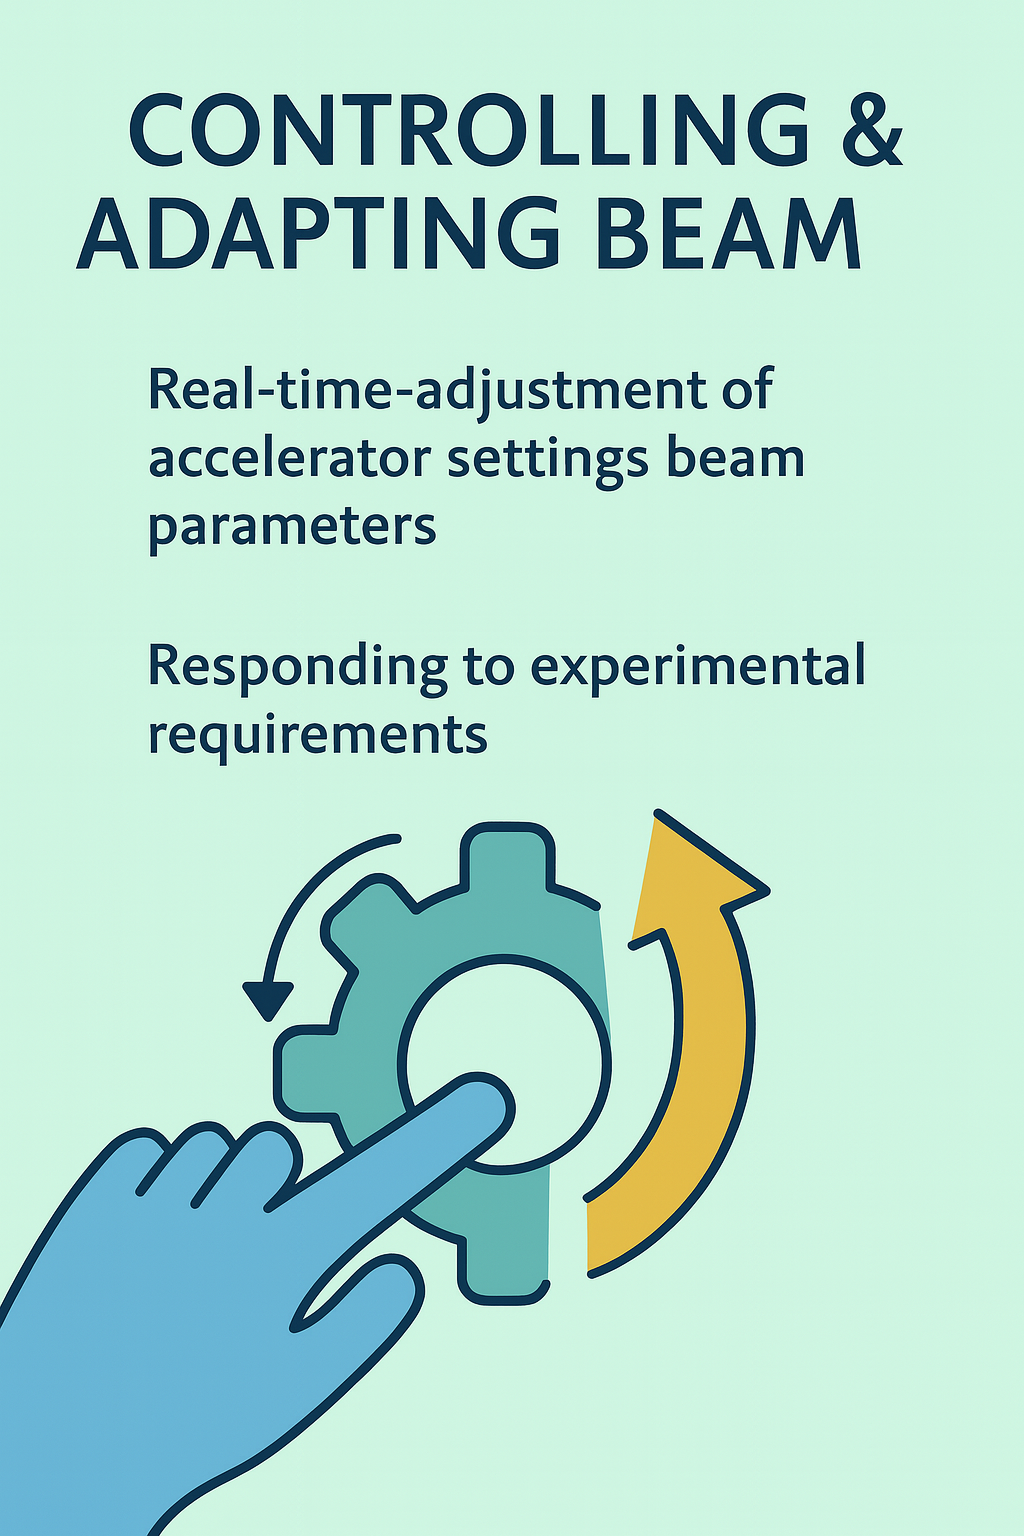 CONTROLLING &
ADAPTING BEAM
Real-time-adjustment of
accelerator settings beam
parameters
Responding to experimental
requirements